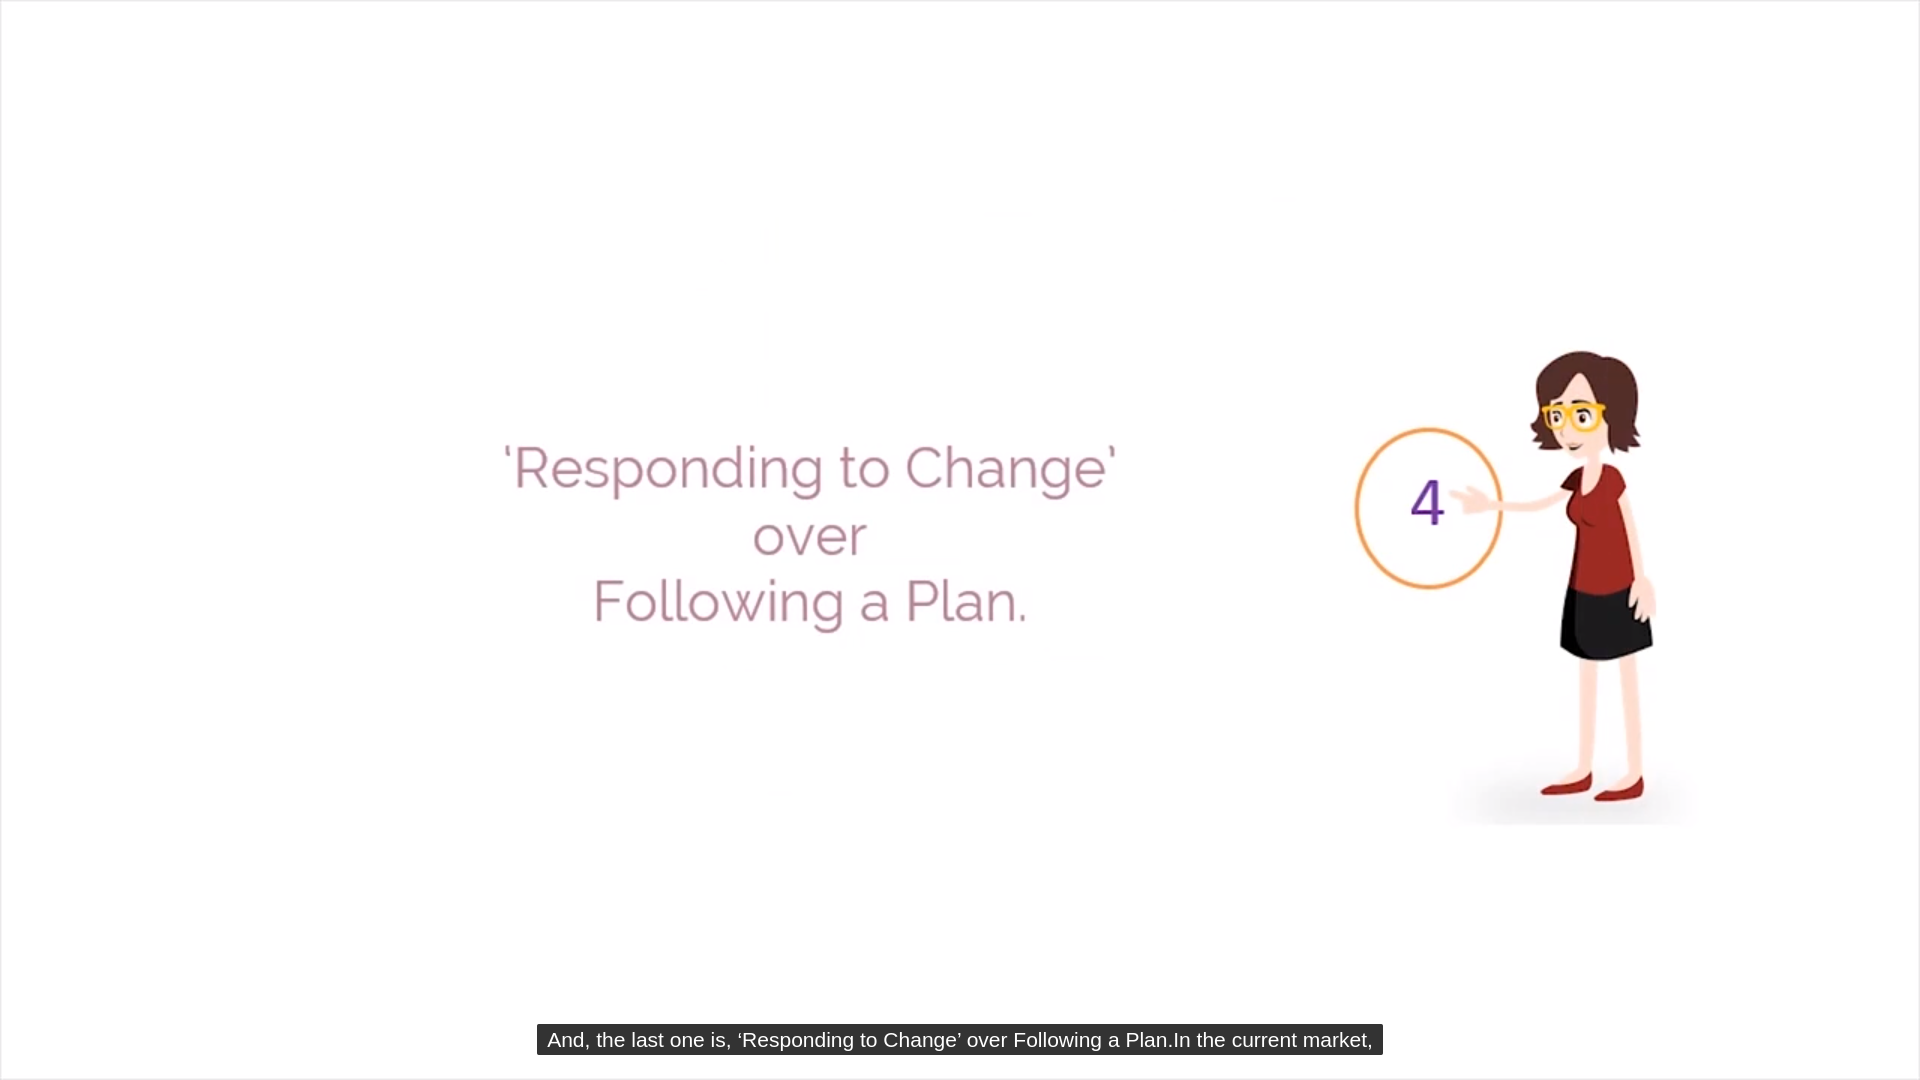 ‘Responding to Change’
over
Following a Plan.
4
And, the last one is, ‘Responding to Change’ over Following a Plan.In the current market,